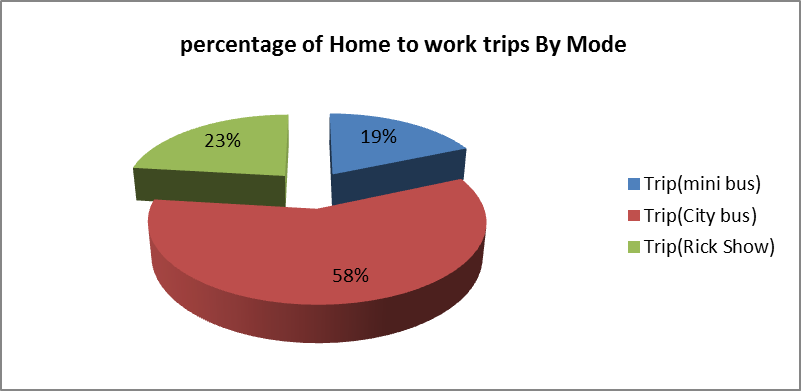 percentage of Home to work trips By Mode
23%
19%
58%
Trip(mini bus)
Trip(City bus)
Trip(Rick Show)